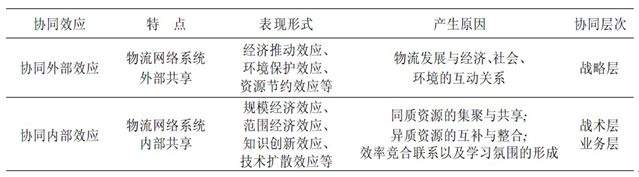 协同效应 特 点 表现形式 产生原因 协同层次
协同外部效应
物流网络系统
外部共享
经济推动效应、
环境保护效应、
资源节约效应等
物流发展与经济、社会、
环境的互动关系
战略层
协同内部效应
物流网络系统
内部共享
规模经济效应、
范围经济效应、
知识创新效应、
技术扩散效应等
同质资源的集聚与共享;
异质资源的互补与整合;
效率竞合联系以及学习氛围的形成
战术层
业务层